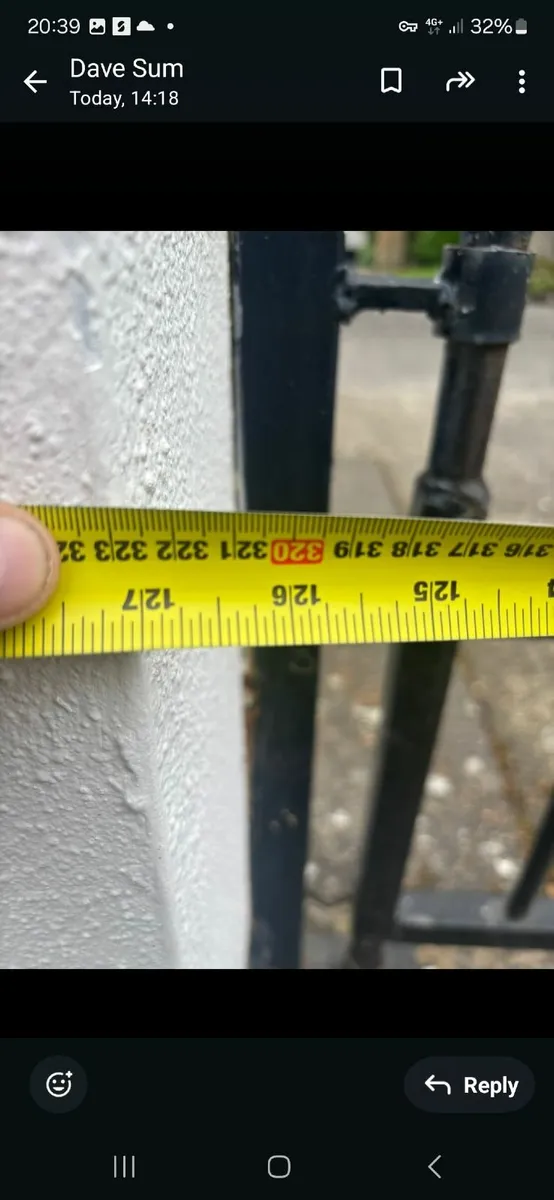 20:39
4G+
32%
Dave Sum
Today, 14:18
125 126 127
316 317 318 319 320 321 322 323
Reply